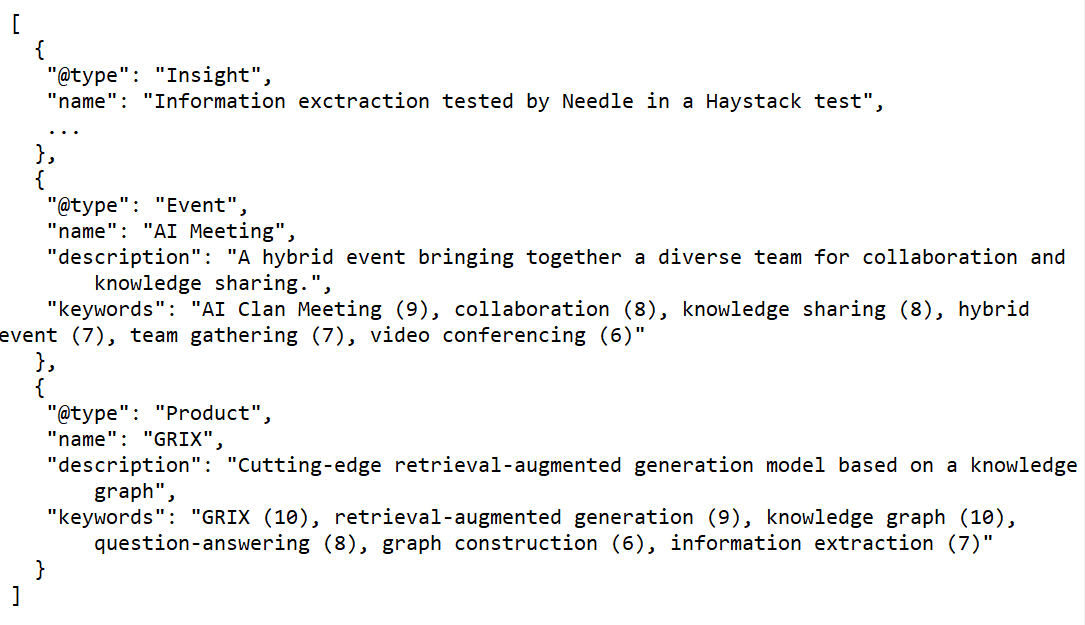 [
  {
   "@type": "Insight",
   "name": "Information exctraction tested by Needle in a Haystack test",
   ...
  },
  {
   "@type": "Event",
   "name": "AI Meeting",
   "description": "A hybrid event bringing together a diverse team for collaboration and
       knowledge sharing.",
   "keywords": "AI Clan Meeting (9), collaboration (8), knowledge sharing (8), hybrid
event (7), team gathering (7), video conferencing (6)"
  },
  {
   "@type": "Product",
   "name": "GRIX",
   "description": "Cutting-edge retrieval-augmented generation model based on a knowledge
       graph",
   "keywords": "GRIX (10), retrieval-augmented generation (9), knowledge graph (10),
       question-answering (8), graph construction (6), information extraction (7)"
  }
]